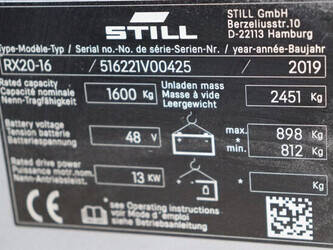 STILL
STILL GmbH
Berzeliusstr.10
D-22113 Hamburg
Type-Modèle-Typ / Serial no.-No. de série-Serien-Nr. / year-année-Baujahr
RX20-16 / 516221V00425 / 2019
Rated capacity
Capacité nominale
Nenn-Tragfähigkeit
1600 Kg
Unladen mass
Masse à vide
Leergewicht
2451 Kg
Battery voltage
Tension batterie
Batteriespannung
48 V
max 898 Kg
min 812 Kg
Rated drive power
Puissance motor.nom.
Nenn-Antriebsleist.
13 KW
* Kg
* see Operating instructions
voir Mode d'emploi
siehe Betriebsanleitung
CE